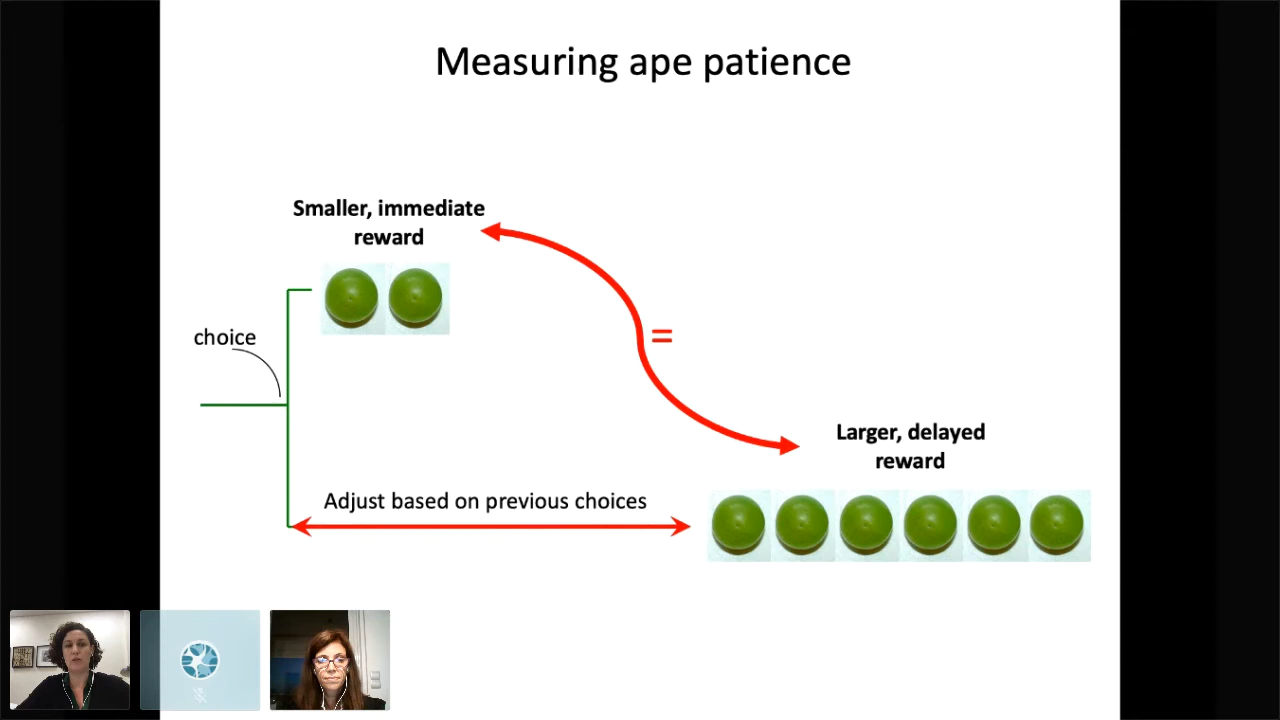 Measuring ape patience
Smaller, immediate
reward
choice
=
Larger, delayed
reward
Adjust based on previous choices